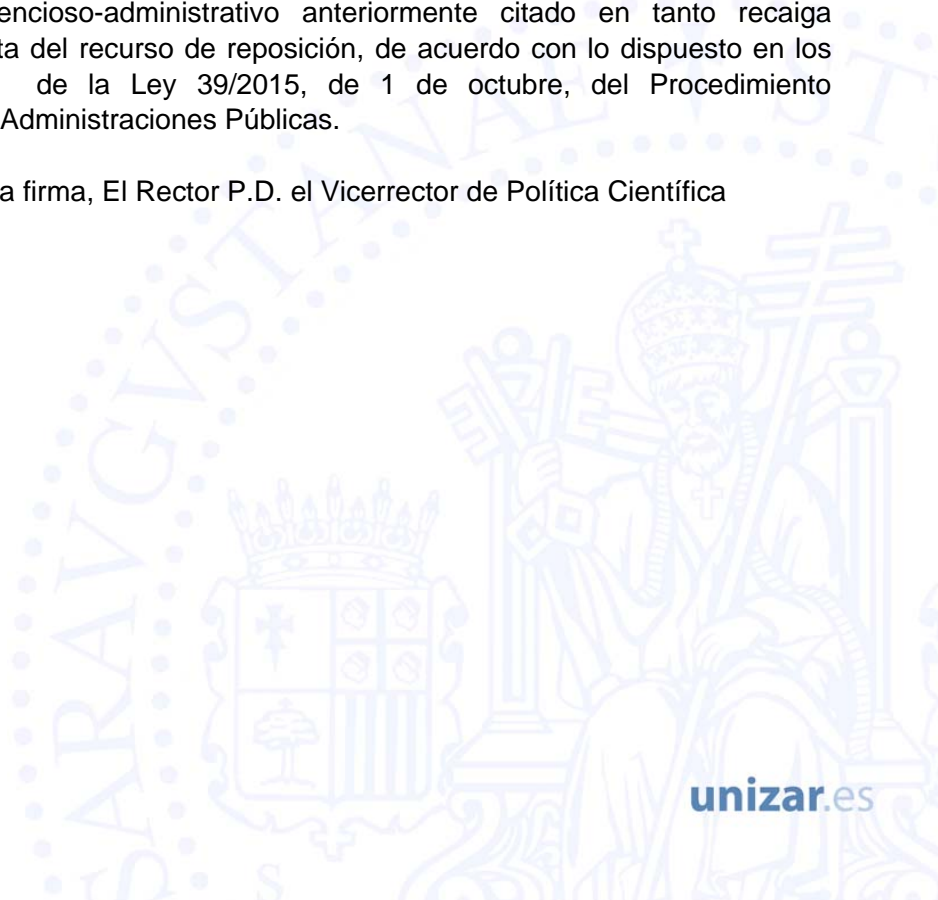 encioso-administrativo anteriormente citado en tanto recaiga
ta del recurso de reposición, de acuerdo con lo dispuesto en los
de la Ley 39/2015, de 1 de octubre, del Procedimiento
Administraciones Públicas.
a firma, El Rector P.D. el Vicerrector de Política Científica
SARAVGVSTANAE
unizar.es